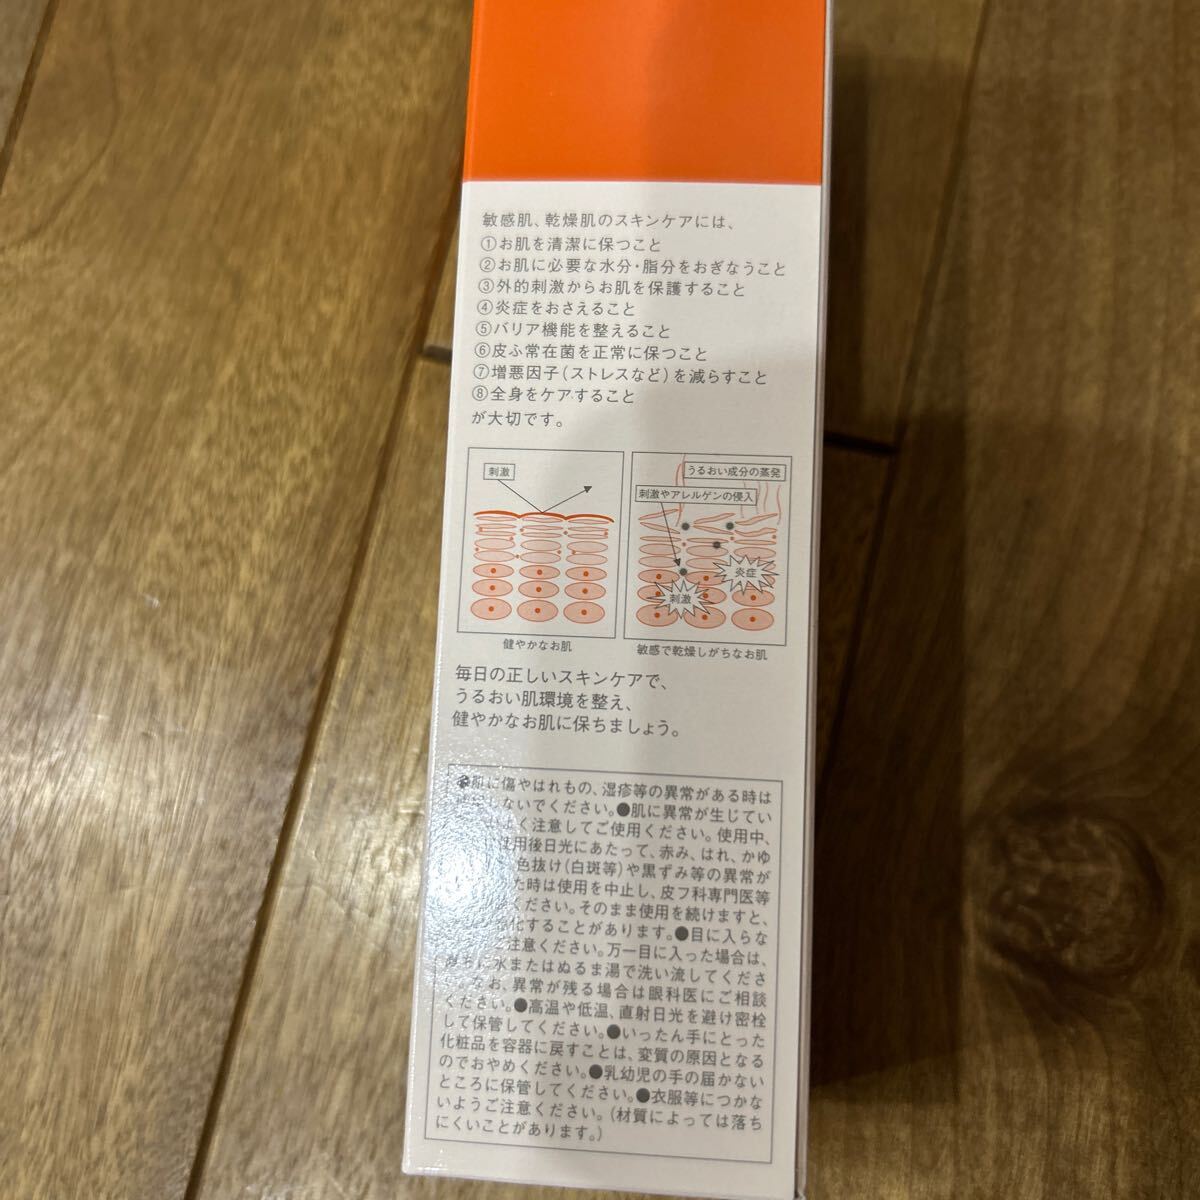 敏感肌、乾燥肌のスキンケアには、
①お肌を清潔に保つこと
②お肌に必要な水分・脂分をおぎなうこと
③外的刺激からお肌を保護すること
④炎症をおさえること
⑤バリア機能を整えること
⑥皮ふ常在菌を正常に保つこと
⑦増悪因子(ストレスなど)を減らすこと
⑧全身をケアすること
が大切です。
刺激
うるおい成分の蒸発
刺激やアレルゲンの侵入
炎症
刺激
健やかなお肌
敏感で乾燥しがちなお肌
毎日の正しいスキンケアで、
うるおい肌環境を整え、
健やかなお肌に保ちましょう。
●肌に傷やはれもの、湿疹等の異常がある時は
しないでください。●肌に異常が生じてい
く注意してご使用ください。使用中、
使用後日光にあたって、赤み、はれ、かゆ
色抜け(白斑等)や黒ずみ等の異常が
た時は使用を中止し、皮フ科専門医等
ください。そのまま使用を続けますと、
化することがあります。●目に入らな
ご注意ください。万一目に入った場合は、
に水またはぬるま湯で洗い流してくださ
なお、異常が残る場合は眼科医にご相談
ください。●高温や低温、直射日光を避け密栓
して保管してください。●いったん手にとった
化粧品を容器に戻すことは、変質の原因となる
のでおやめください。●乳幼児の手の届かない
ところに保管してください。●衣服等につかな
いようご注意ください。(材質によっては落ち
にくいことがあります。)